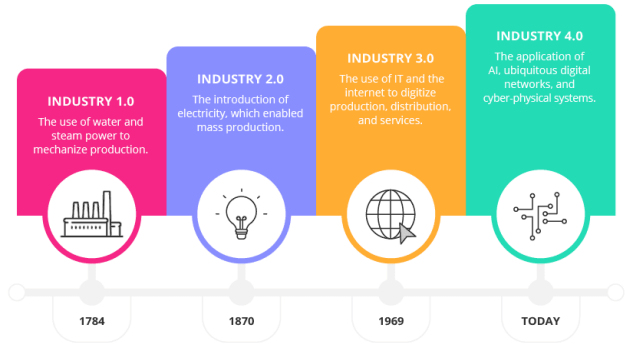 INDUSTRY 1.0
The use of water and
steam power to
mechanize production.
INDUSTRY 2.0
The introduction of
electricity, which enabled
mass production.
INDUSTRY 3.0
The use of IT and the
internet to digitize
production, distribution,
and services.
INDUSTRY 4.0
The application of
AI, ubiquitous digital
networks, and
cyber-physical systems.
1784
1870
1969
TODAY